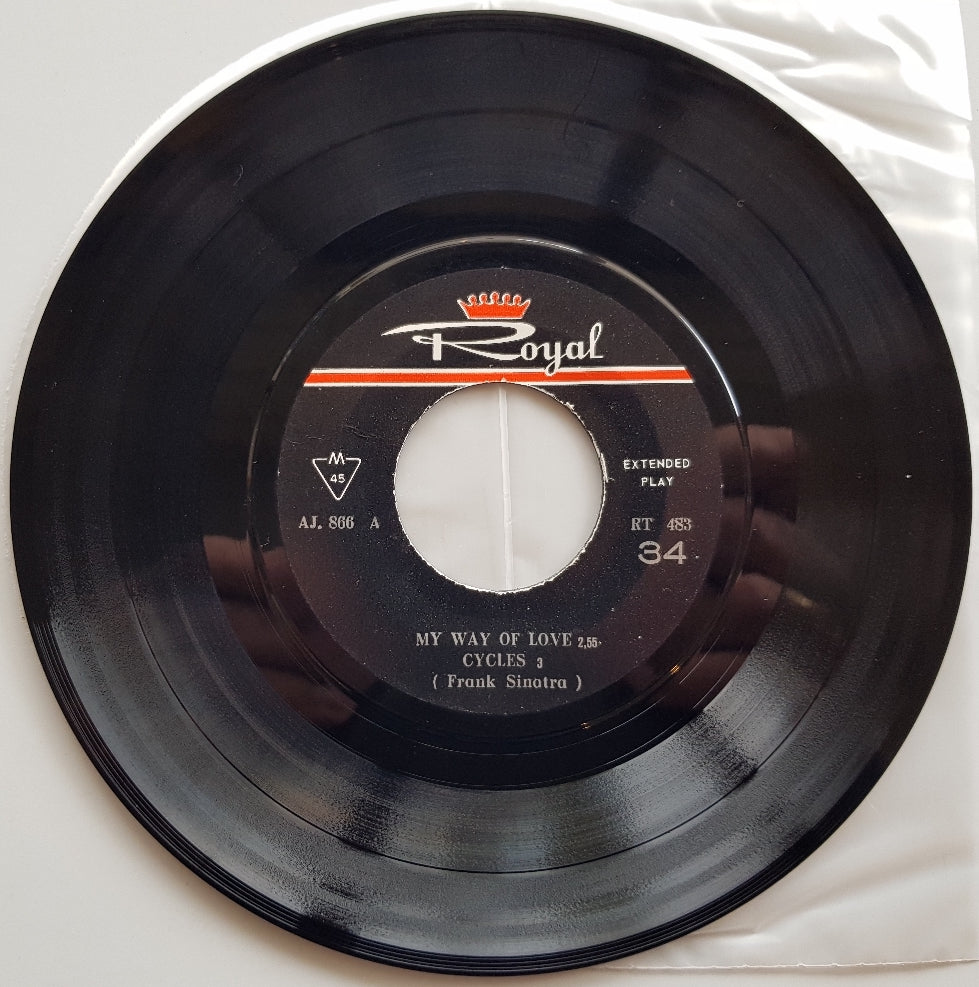 Royal
M
45
EXTENDED
PLAY
AJ. 866 A
RT 483
34
MY WAY OF LOVE 2,55
CYCLES 3
( Frank Sinatra )